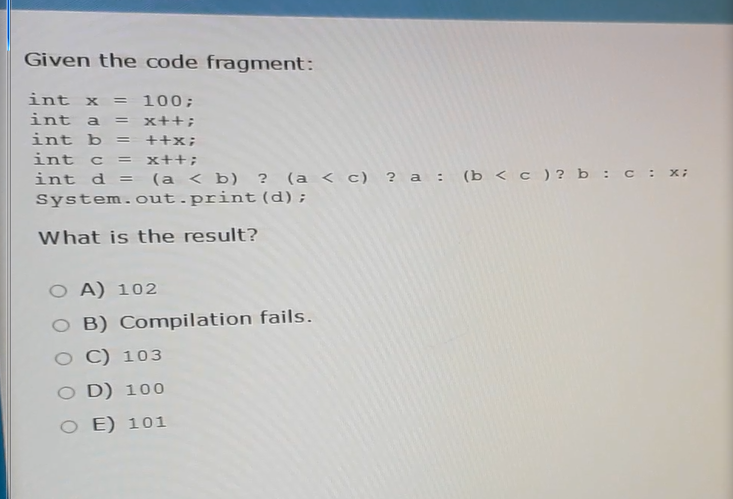 Given the code fragment:
int x = 100;
int a = x++;
int b = ++x;
int c = x++;
int d = (a < b) ? (a < c) ? a : (b < c )? b : c : x;
System.out.print(d);
What is the result?
A) 102
B) Compilation fails.
C) 103
D) 100
E) 101